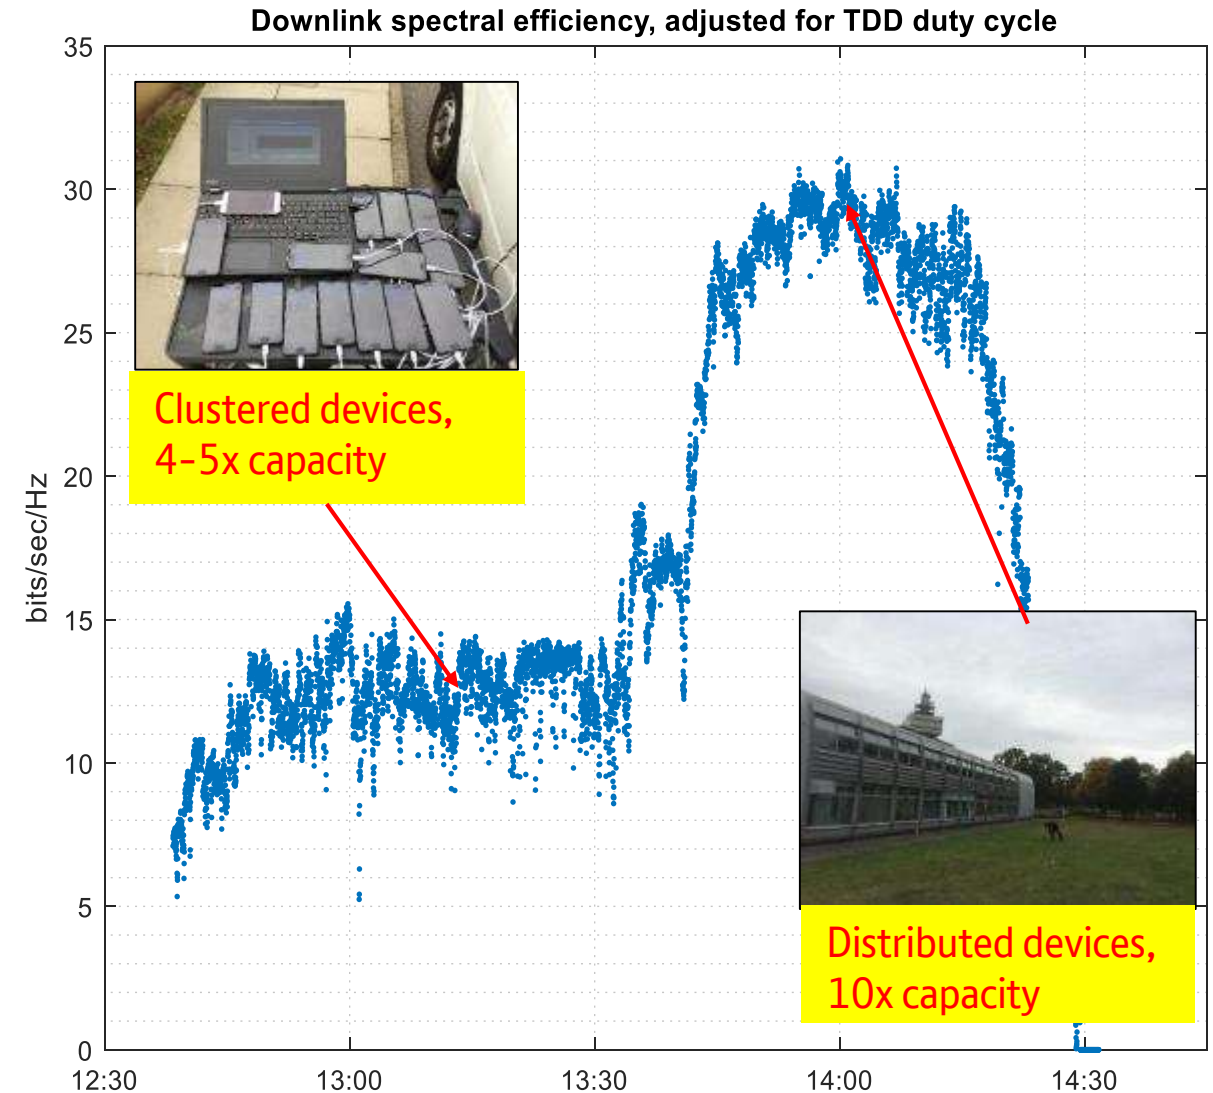 Downlink spectral efficiency, adjusted for TDD duty cycle
35
30
25
20
15
10
5
0
bits/sec/Hz
Clustered devices,
4-5x capacity
Distributed devices,
10x capacity
12:30
13:00
13:30
14:00
14:30